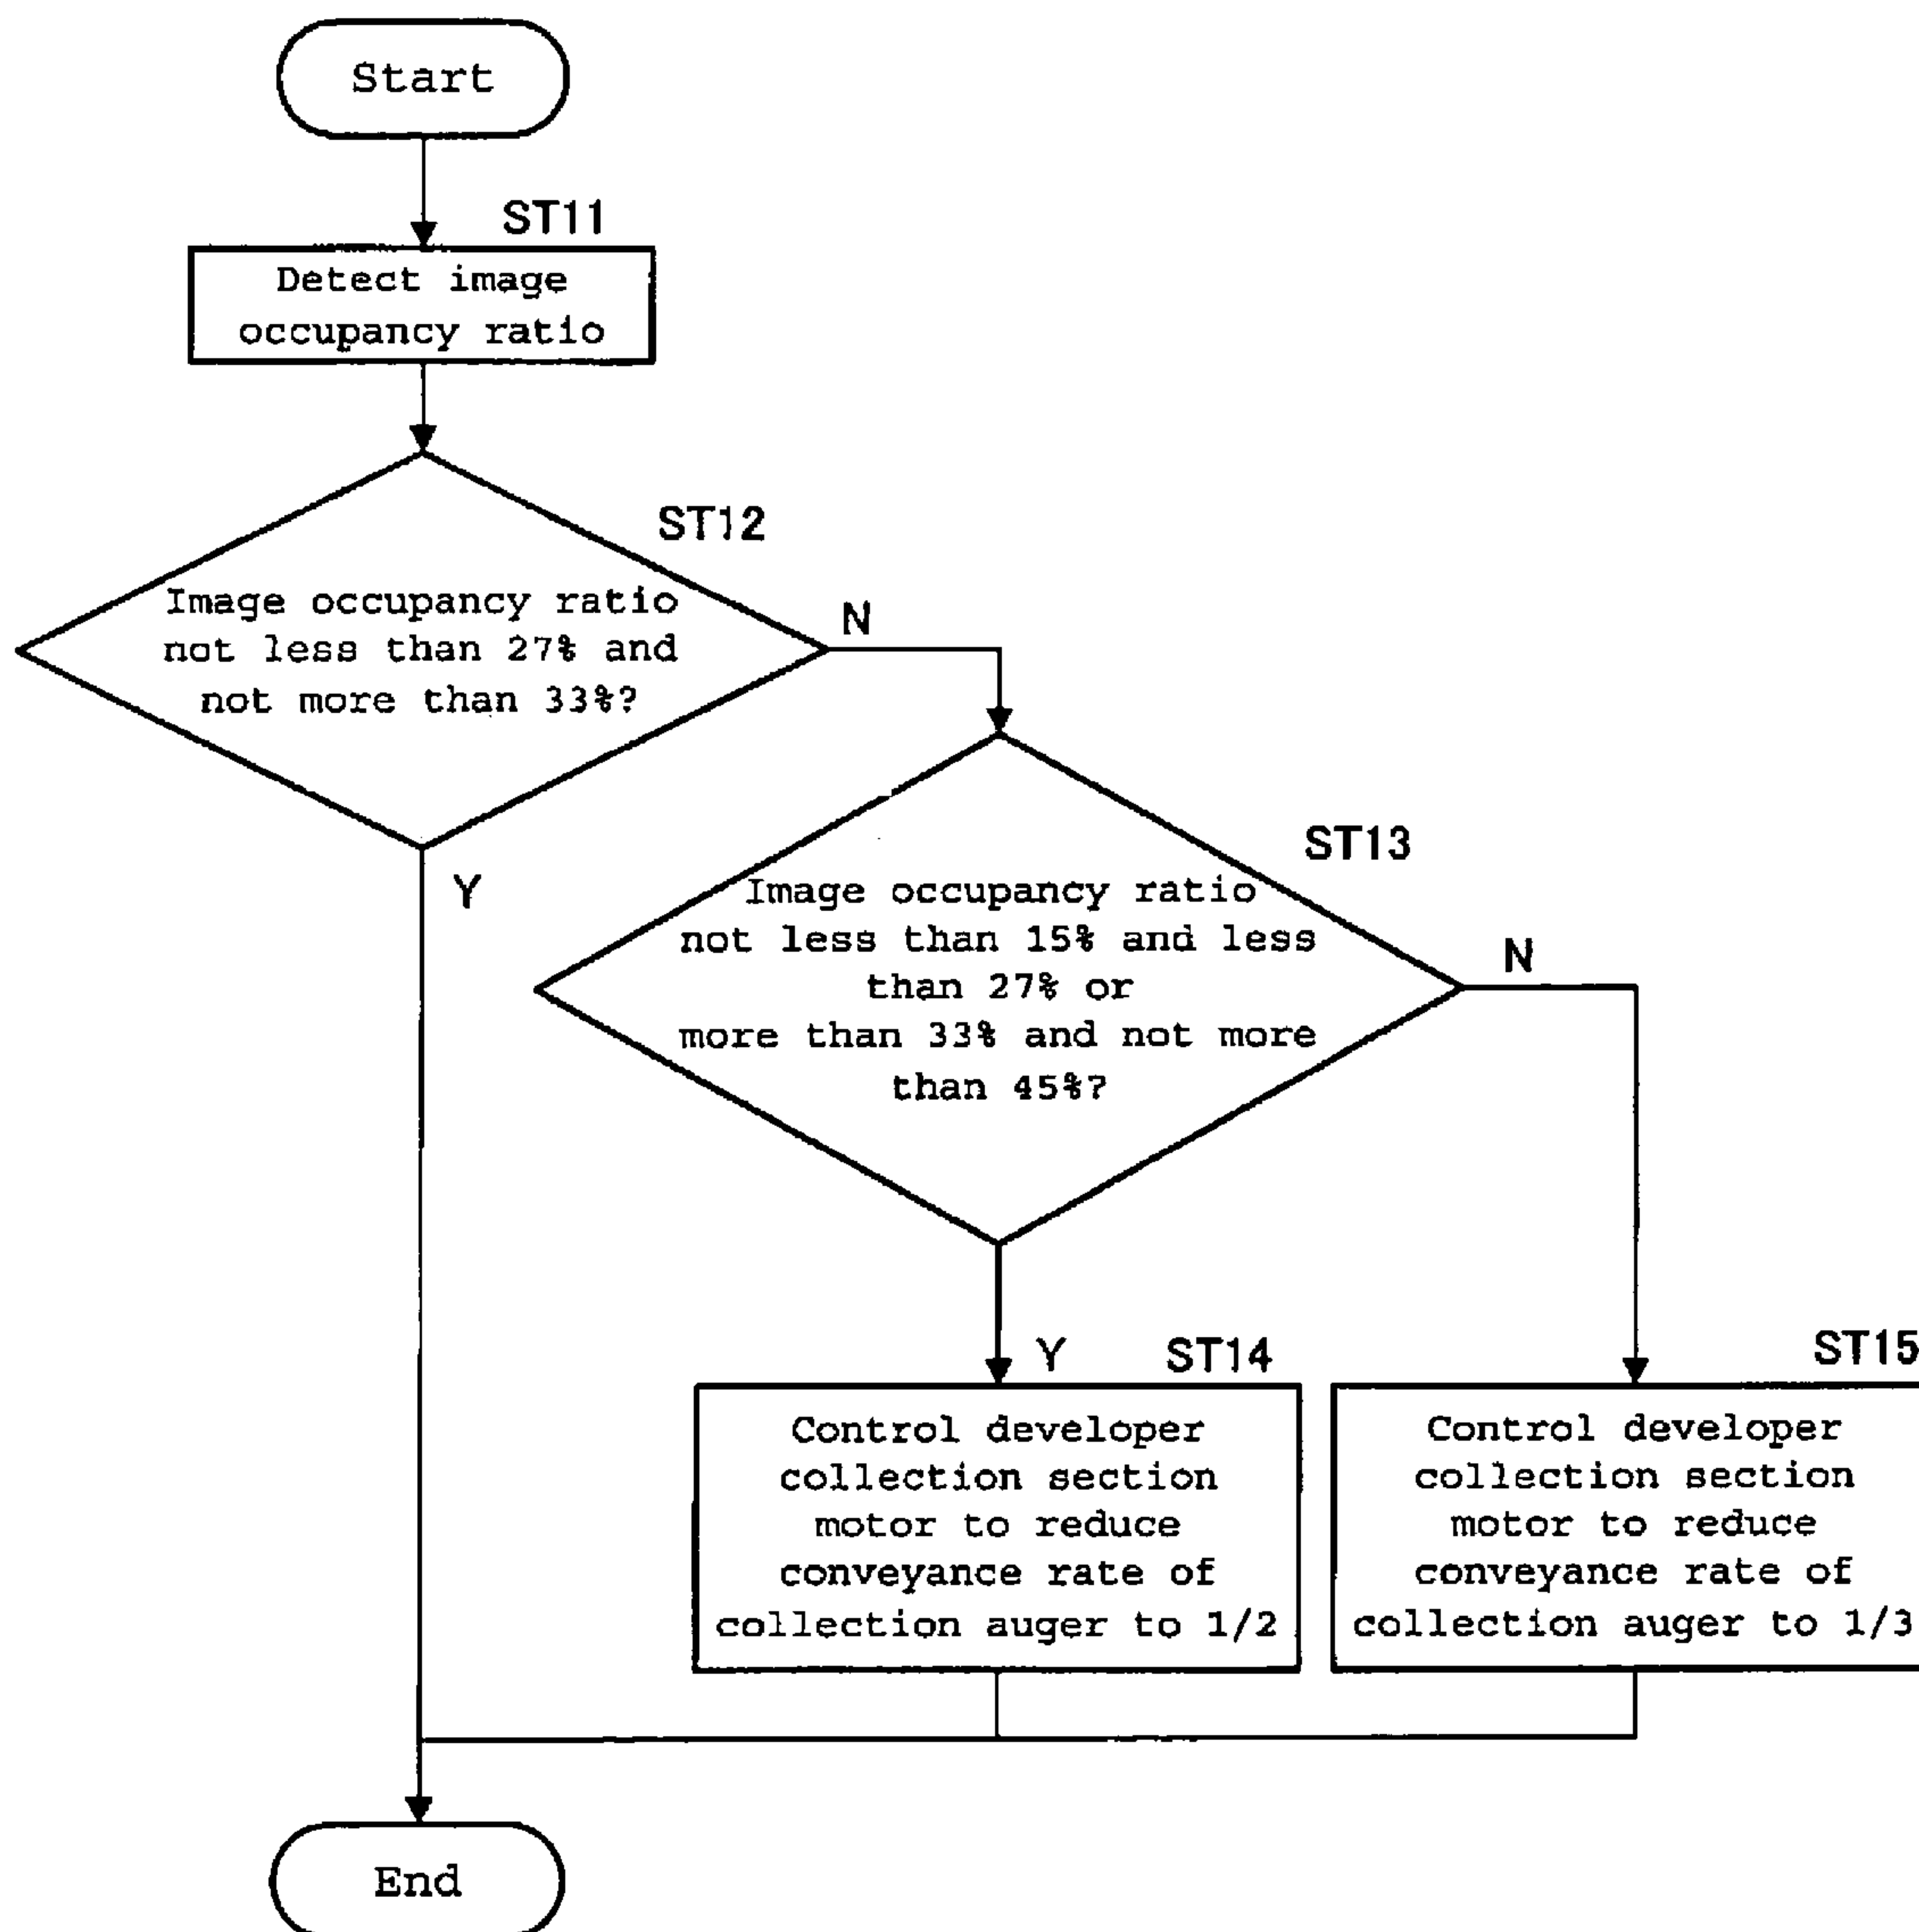 Start
ST11
Detect image
occupancy ratio
ST12
Image occupancy ratio
not less than 27% and
not more than 33%?
N
Y
ST13
Image occupancy ratio
not less than 15% and less
than 27% or
more than 33% and not more
than 45%?
N
Y
ST14
Control developer
collection section
motor to reduce
conveyance rate of
collection auger to 1/2
ST15
Control developer
collection section
motor to reduce
conveyance rate of
collection auger to 1/3
End